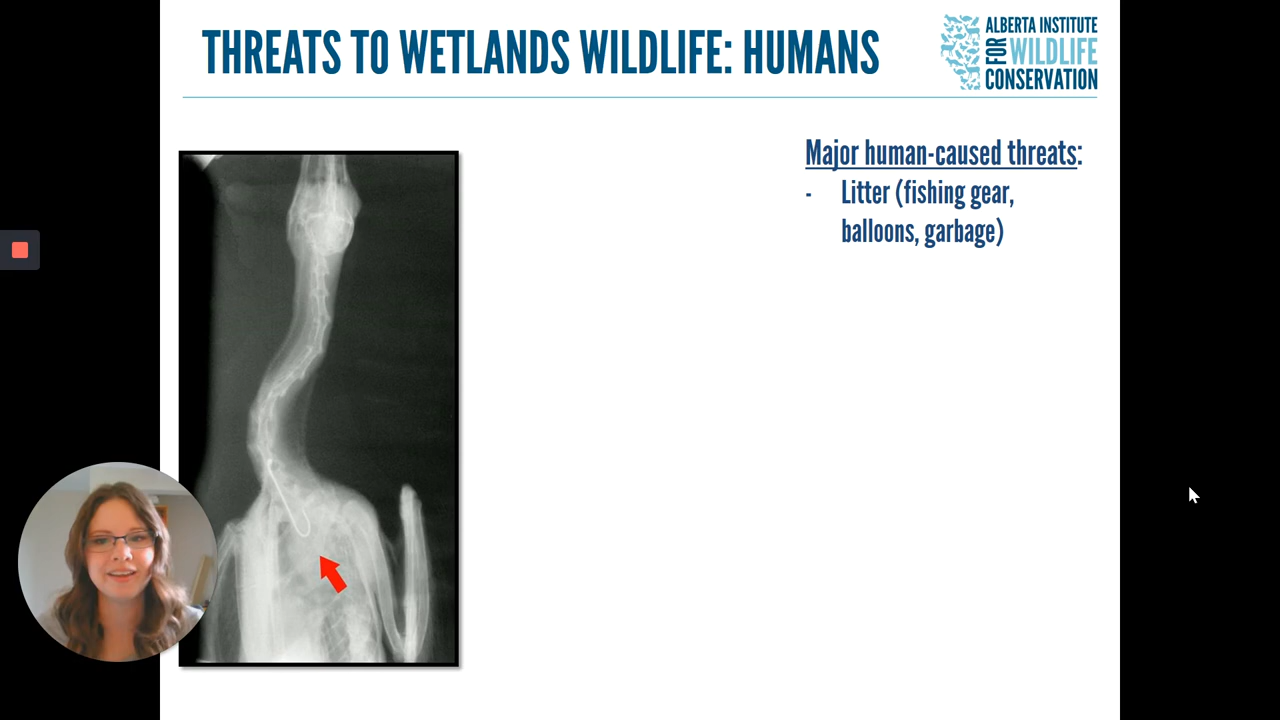 THREATS TO WETLANDS WILDLIFE: HUMANS
ALBERTA INSTITUTE
FOR WILDLIFE
CONSERVATION
Major human-caused threats:
- Litter (fishing gear,
balloons, garbage)